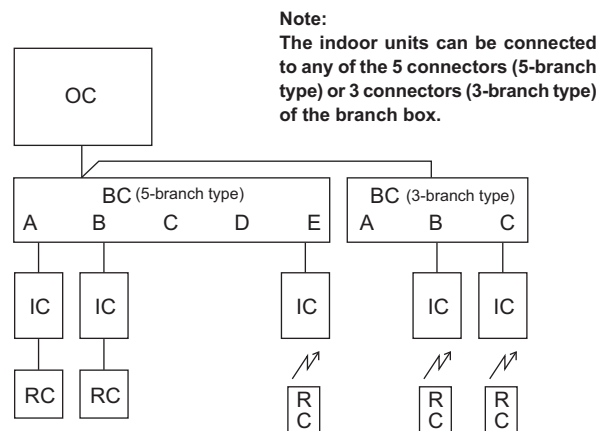 Note:
The indoor units can be connected
to any of the 5 connectors (5-branch
type) or 3 connectors (3-branch type)
of the branch box.
OC
BC (5-branch type)
A B C D E
BC (3-branch type)
A B C
IC IC IC IC IC
RC RC
R
C
R
C
R
C